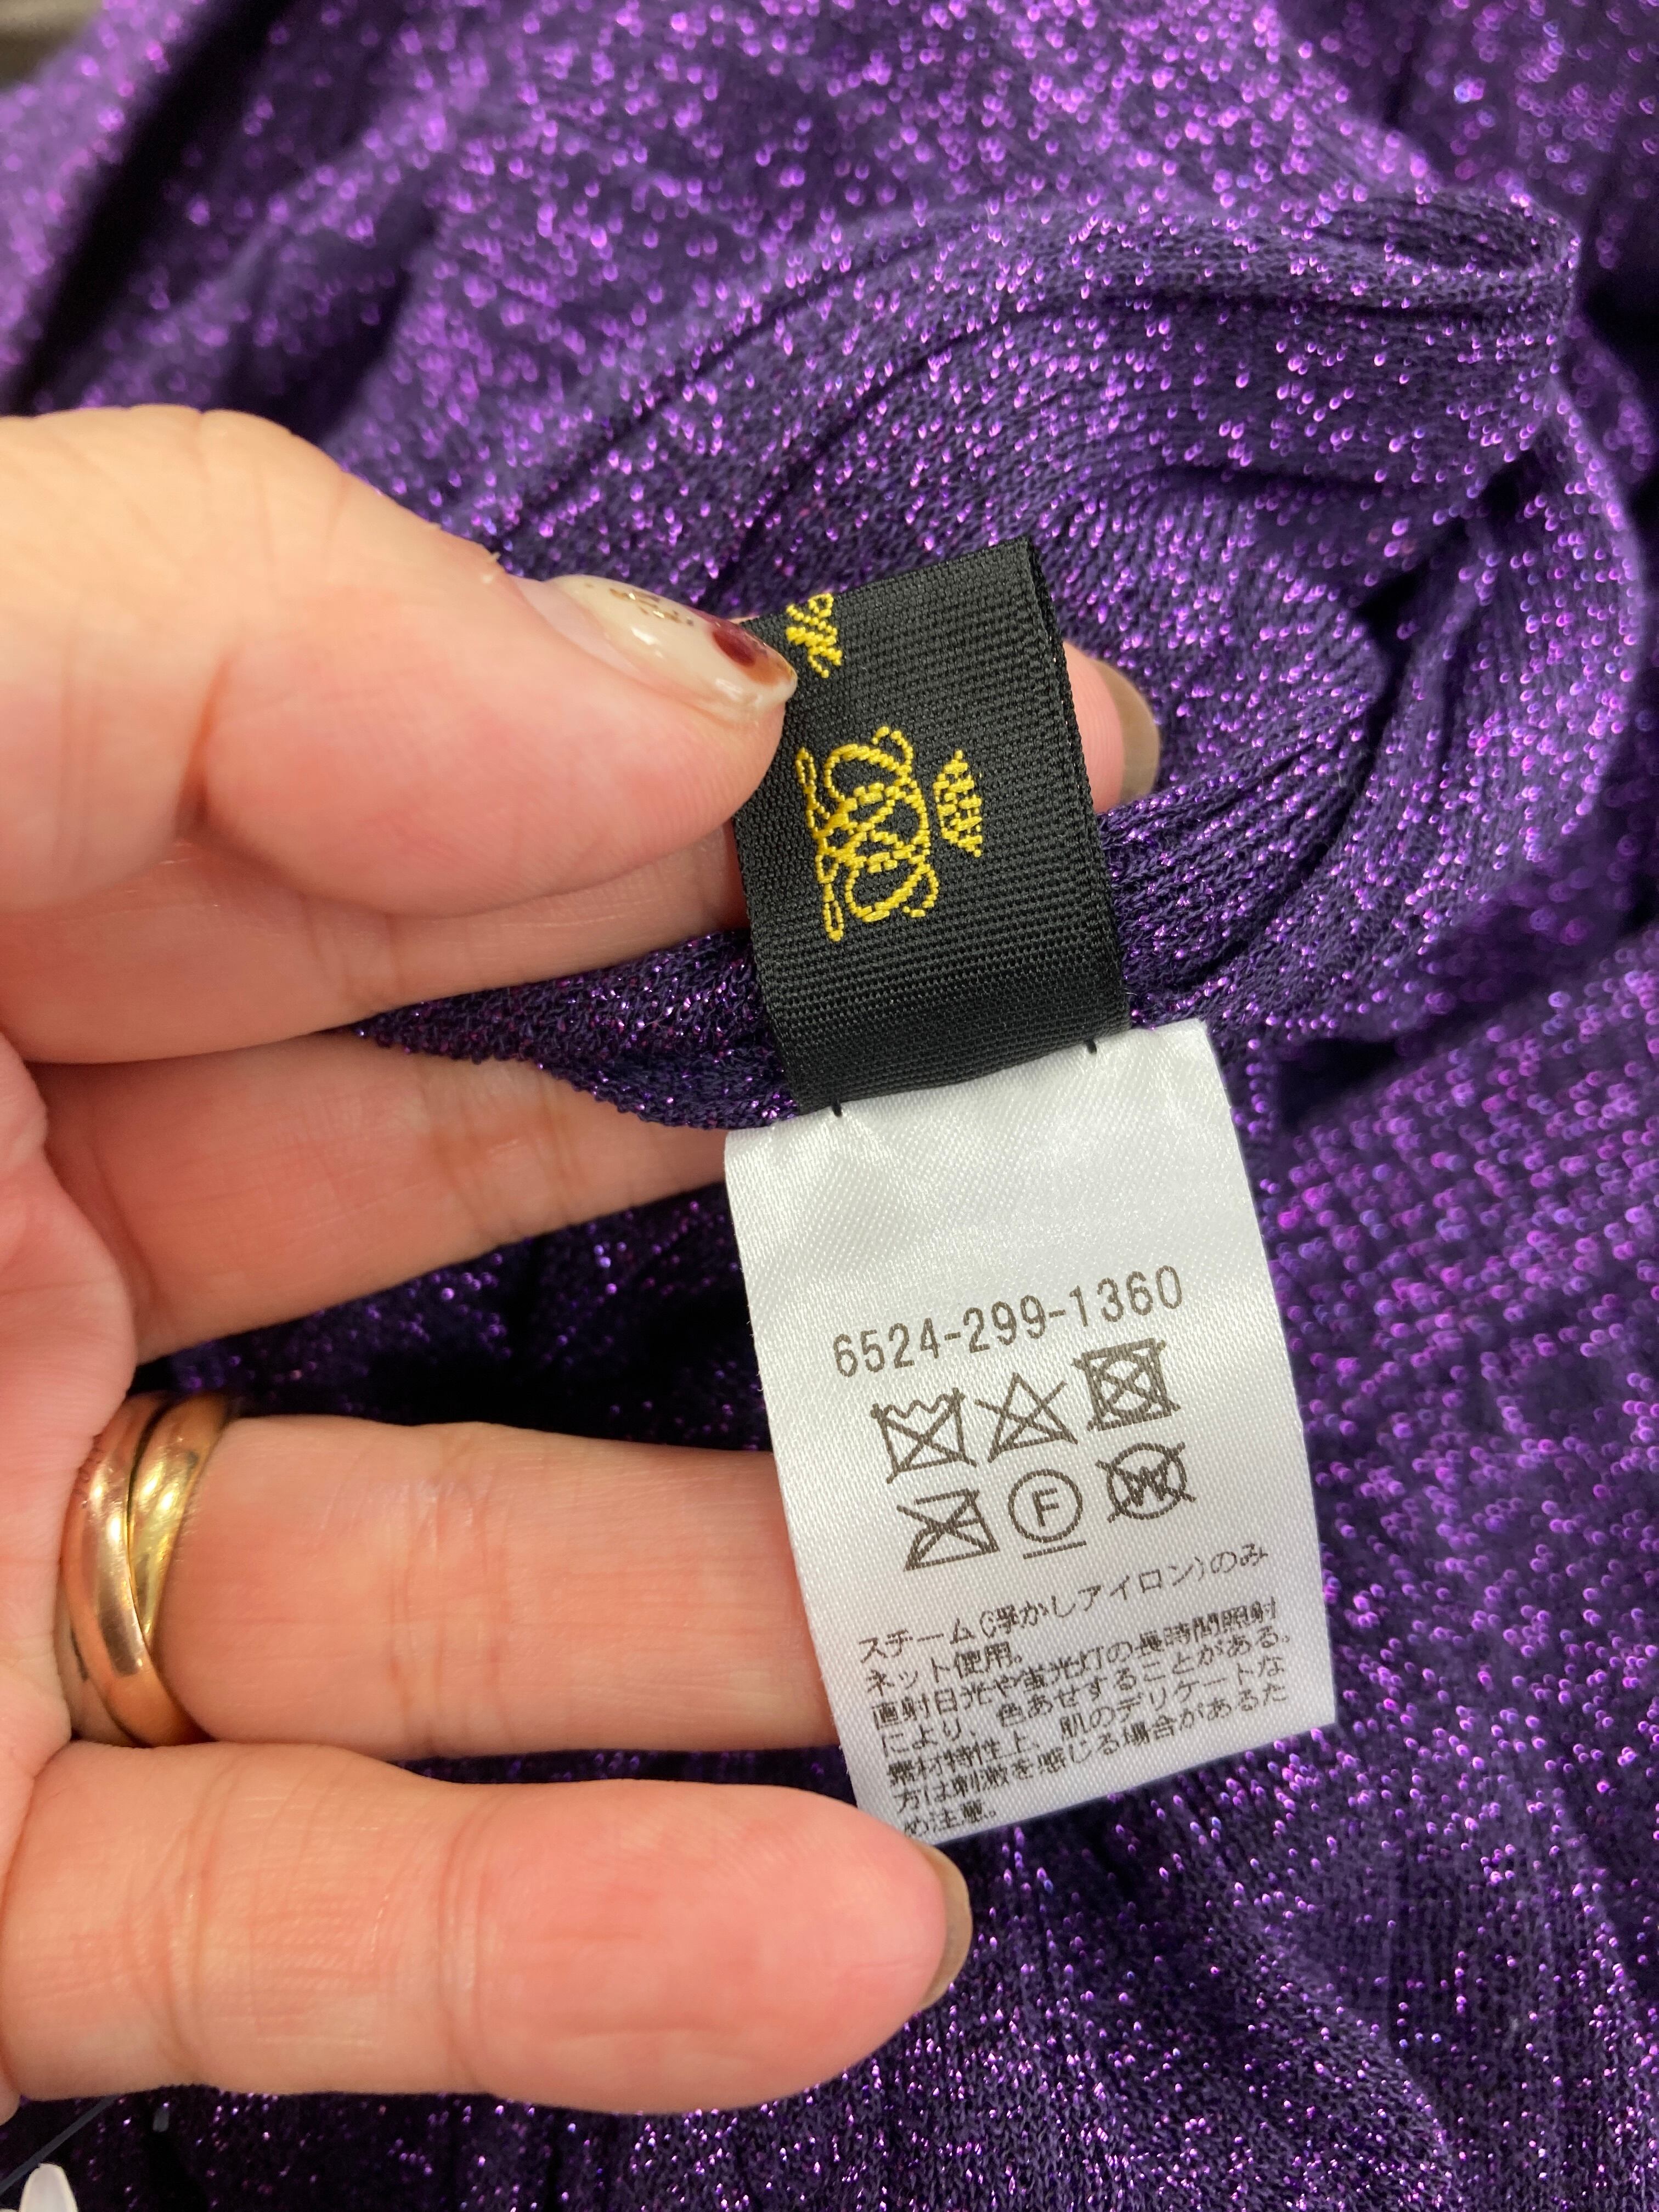 6524-299-1360
F
W
スチーム(浮かしアイロン)のみ
ネット使用。
直射日光や蛍光灯の長時間照射
により、色あせすることがある。
素材特性上、肌のデリケートな
方は刺激を感じる場合があるた
め注意。